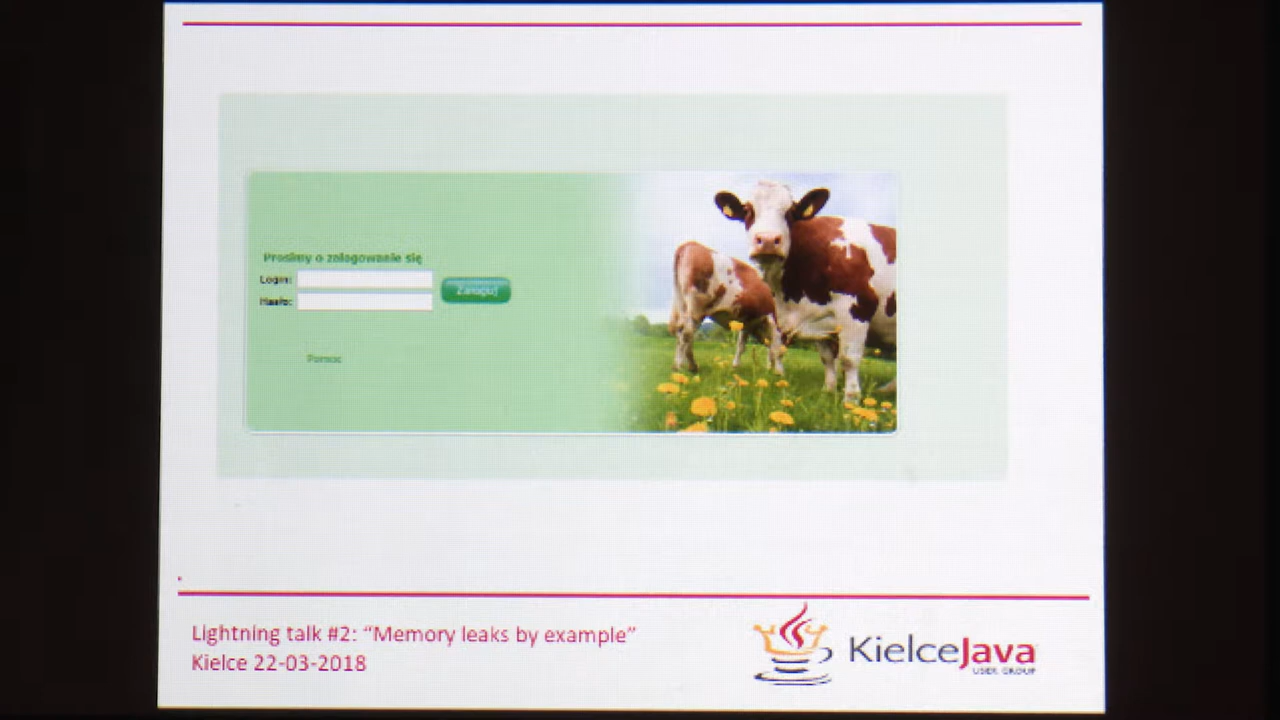 Prosimy o zalogowanie się
Login:
Hasło:
Zaloguj
Pomoc
Lightning talk #2: “Memory leaks by example”
Kielce 22-03-2018
KielceJava
USER GROUP